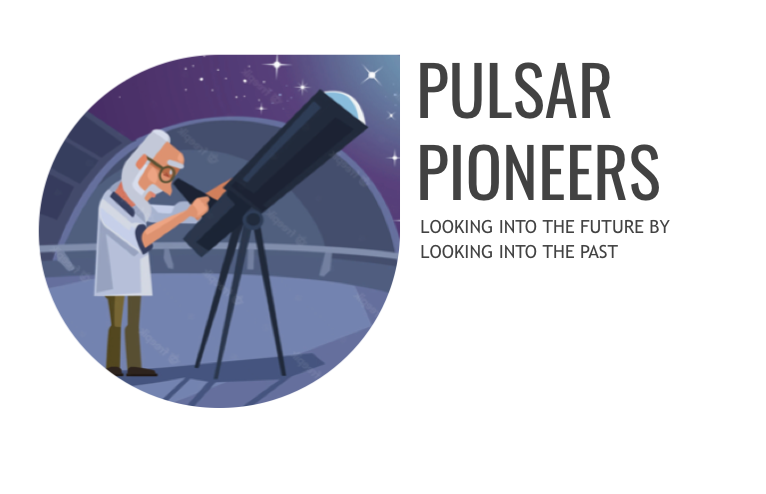 PULSAR
PIONEERS
LOOKING INTO THE FUTURE BY
LOOKING INTO THE PAST